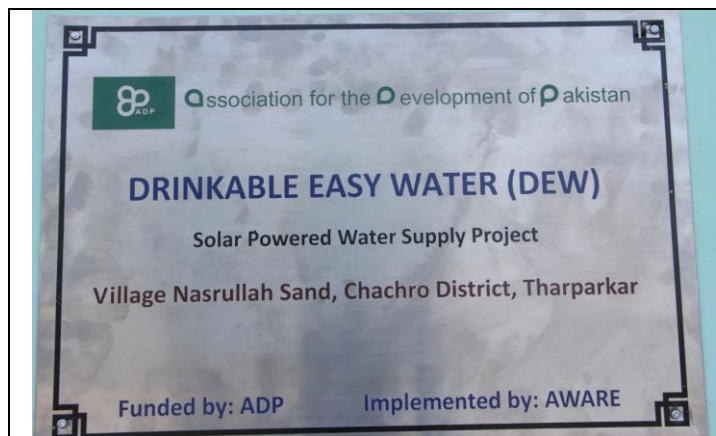 ADP
association for the Development of Pakistan
DRINKABLE EASY WATER (DEW)
Solar Powered Water Supply Project
Village Nasrullah Sand, Chachro District, Tharparkar
Funded by: ADP Implemented by: AWARE